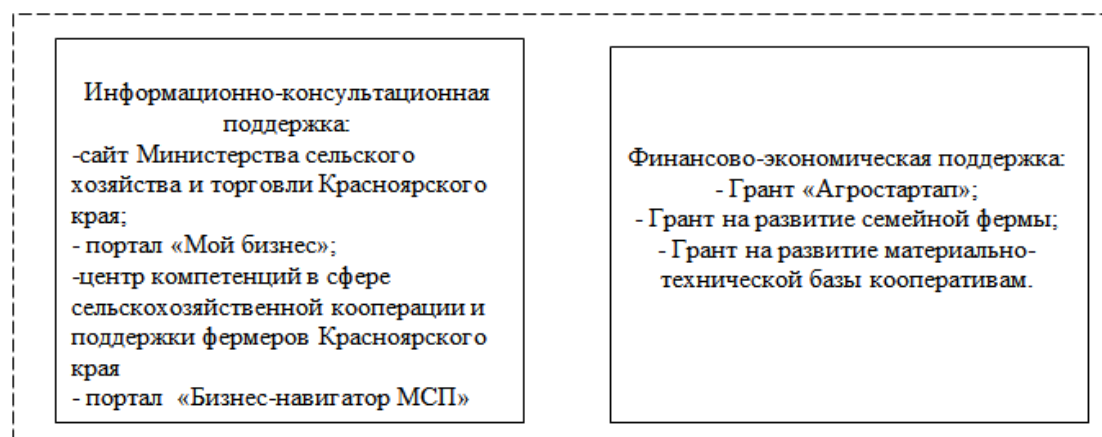 Информационно-консультационная
поддержка:
-сайт Министерства сельского
хозяйства и торговли Красноярского
края;
- портал «Мой бизнес»;
-центр компетенций в сфере
сельскохозяйственной кооперации и
поддержки фермеров Красноярского
края
- портал «Бизнес-навигатор МСП»
Финансово-экономическая поддержка:
- Грант «Агростартап»;
- Грант на развитие семейной фермы;
- Грант на развитие материально-
технической базы кооперативам.